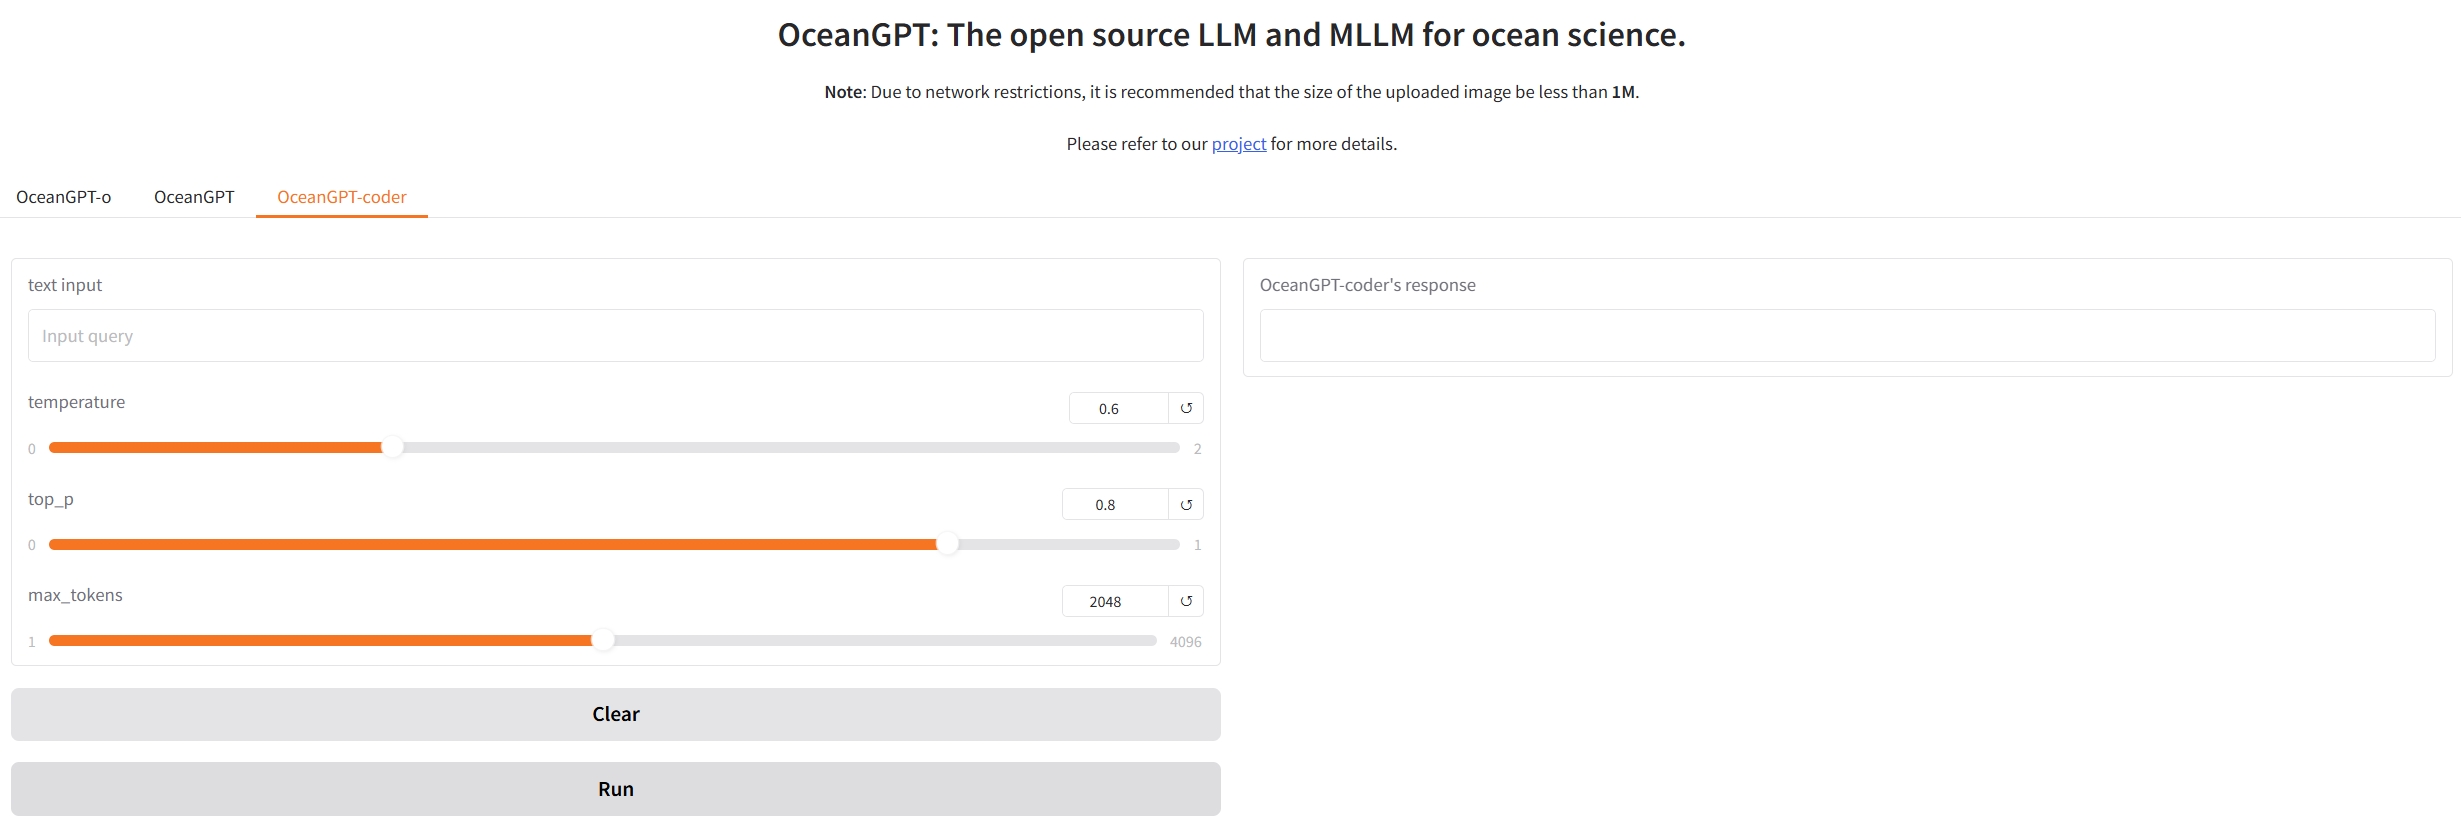 OceanGPT: The open source LLM and MLLM for ocean science.
Note: Due to network restrictions, it is recommended that the size of the uploaded image be less than 1M.
Please refer to our project for more details.
OceanGPT-o OceanGPT OceanGPT-coder
text input
Input query
temperature
0.6 ↺
0 2
top_p
0.8 ↺
0 1
max_tokens
2048 ↺
1 4096
Clear
Run
OceanGPT-coder's response